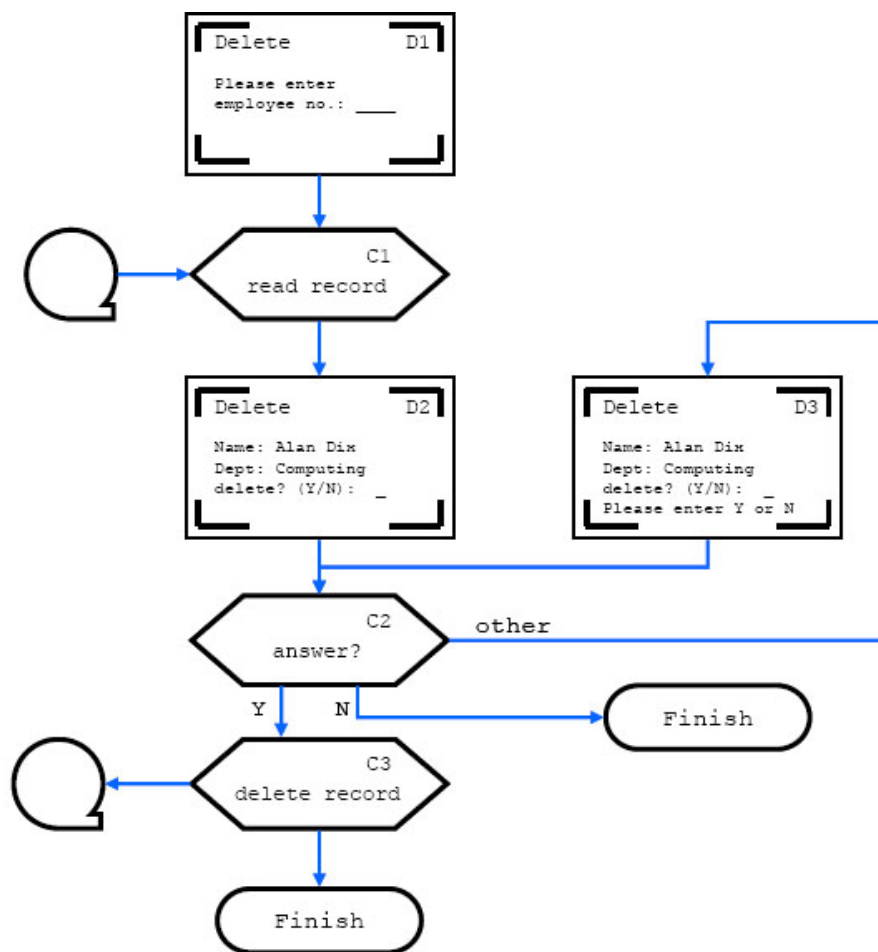 Delete D1
Please enter
employee no.: ____
C1
read record
Delete D2
Name: Alan Dix
Dept: Computing
delete? (Y/N): _
Delete D3
Name: Alan Dix
Dept: Computing
delete? (Y/N): _
Please enter Y or N
C2
answer?
other
Y
N
Finish
C3
delete record
Finish